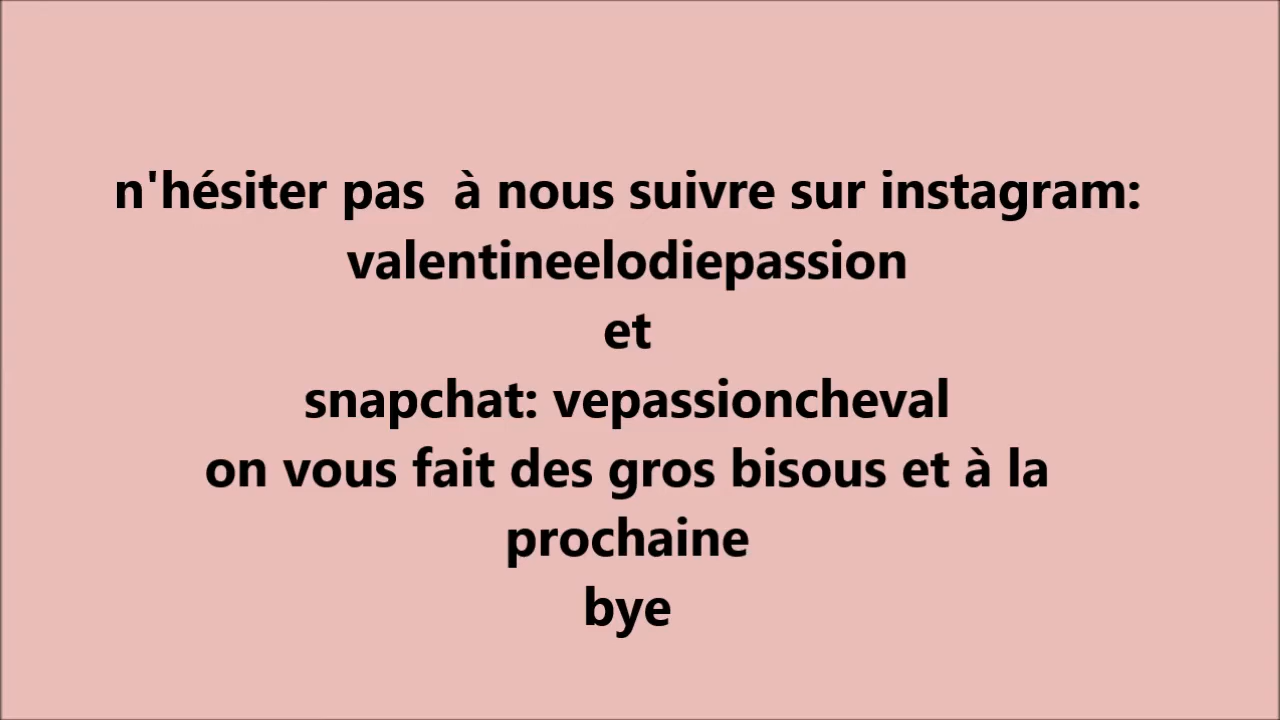 n'hésiter pas  à nous suivre sur instagram:
valentineelodiepassion
et
snapchat: vepassioncheval
on vous fait des gros bisous et à la
prochaine
bye